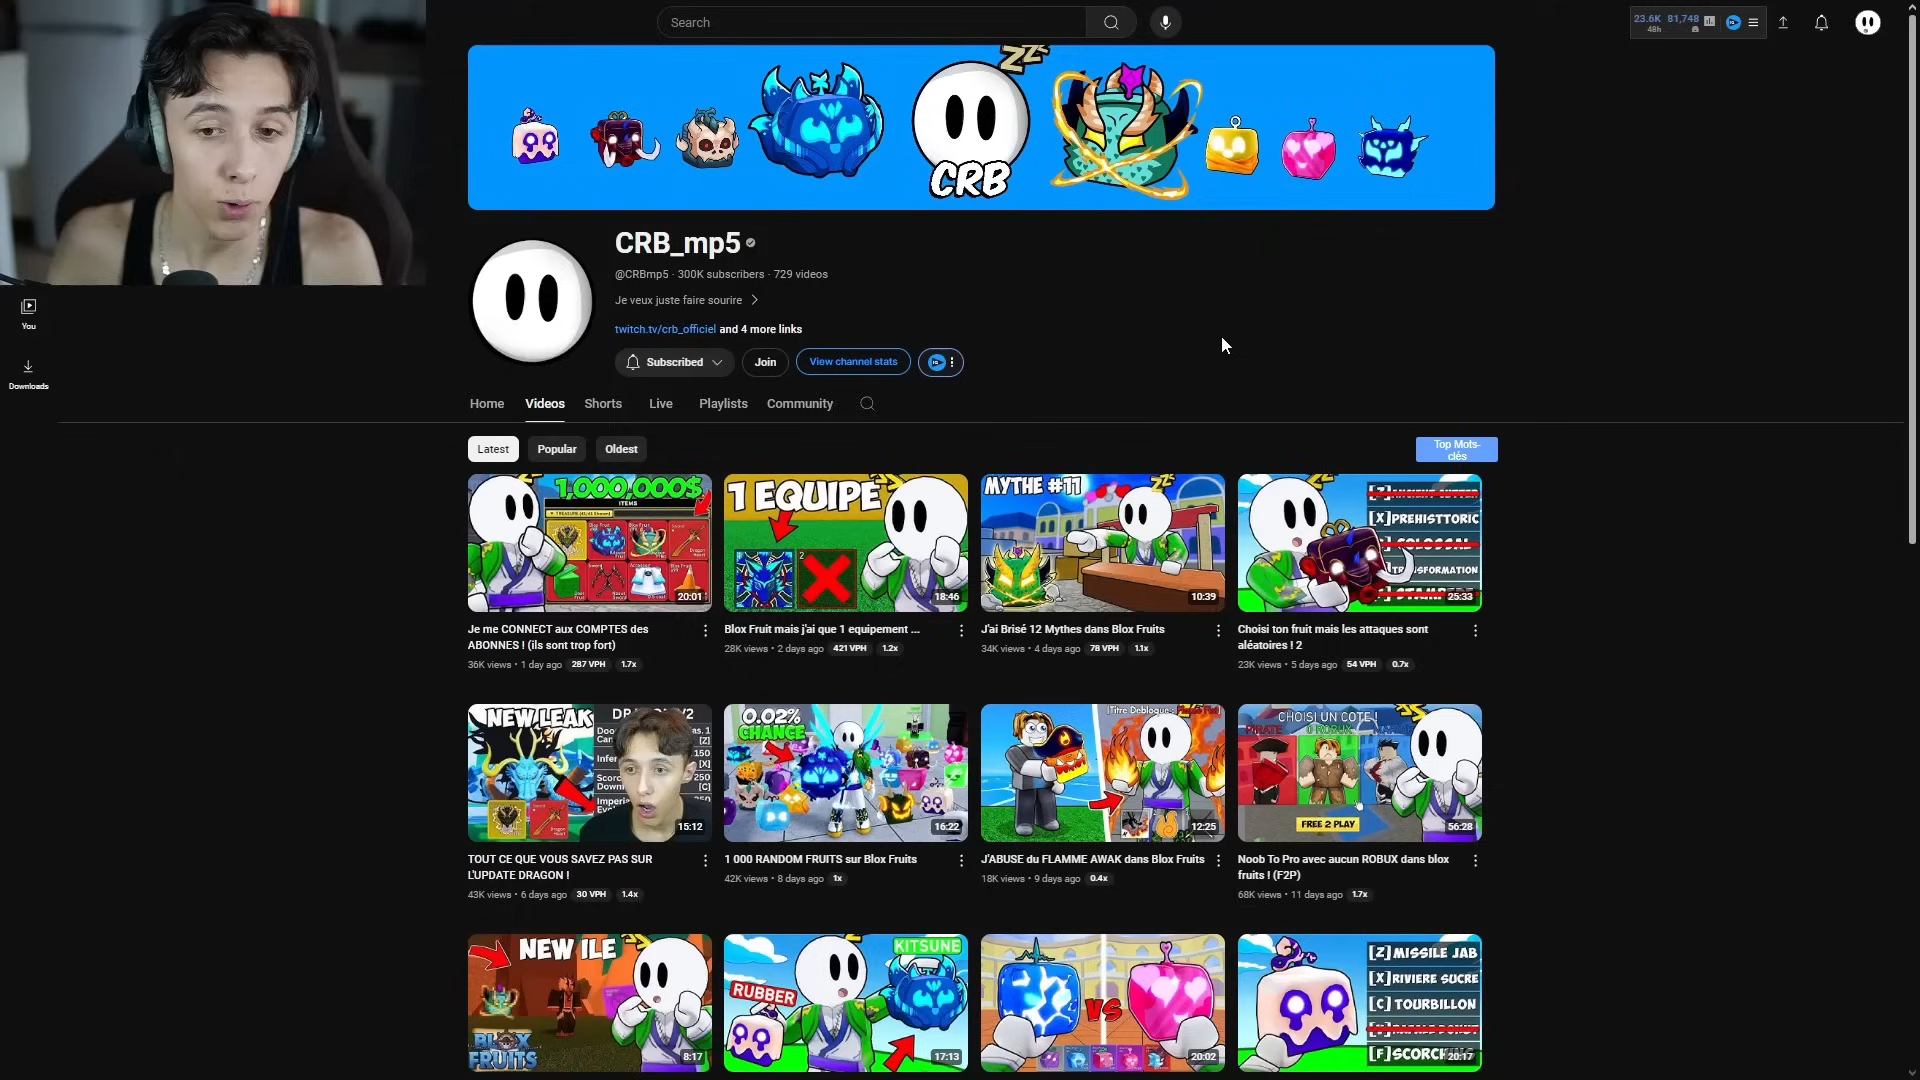 Search
23.6K 81,748
48h
CRB
CRB_mp5
@CRBmp5 · 300K subscribers · 729 videos
Je veux juste faire sourire
twitch.tv/crb_officiel and 4 more links
Subscribed
Join
View channel stats
You
Downloads
Home
Videos
Shorts
Live
Playlists
Community
Latest
Popular
Oldest
Top Mots-
clés
1,000,000$
ITEMS
20:01
1 EQUIPE
2
18:46
MYTHE #11
10:39
[X]PREHISTTORIC
25:33
Je me CONNECT aux COMPTES des
ABONNES ! (ils sont trop fort)
36K views • 1 day ago 287 VPH 1.7x
Blox Fruit mais j'ai que 1 equipement ...
28K views • 2 days ago 421 VPH 1.2x
J'ai Brisé 12 Mythes dans Blox Fruits
34K views • 4 days ago 78 VPH 1.1x
Choisi ton fruit mais les attaques sont
aléatoires ! 2
23K views • 5 days ago 54 VPH 0.7x
NEW LEAK
15:12
0.02%
CHANCE
16:22
12:25
CHOISI UN COTE !
PIRATE
0 ROBUX
FREE 2 PLAY
56:28
TOUT CE QUE VOUS SAVEZ PAS SUR
L'UPDATE DRAGON !
43K views • 6 days ago 30 VPH 1.4x
1 000 RANDOM FRUITS sur Blox Fruits
42K views • 8 days ago 1x
J'ABUSE du FLAMME AWAK dans Blox Fruits
18K views • 9 days ago 0.4x
Noob To Pro avec aucun ROBUX dans blox
fruits ! (F2P)
68K views • 11 days ago 1.7x
NEW ILE
BLOX
FRUITS
8:17
KITSUNE
RUBBER
17:13
VS
20:02
[Z]MISSILE JAB
[X]RIVIERE SUCRE
[C] TOURBILLON
20:17